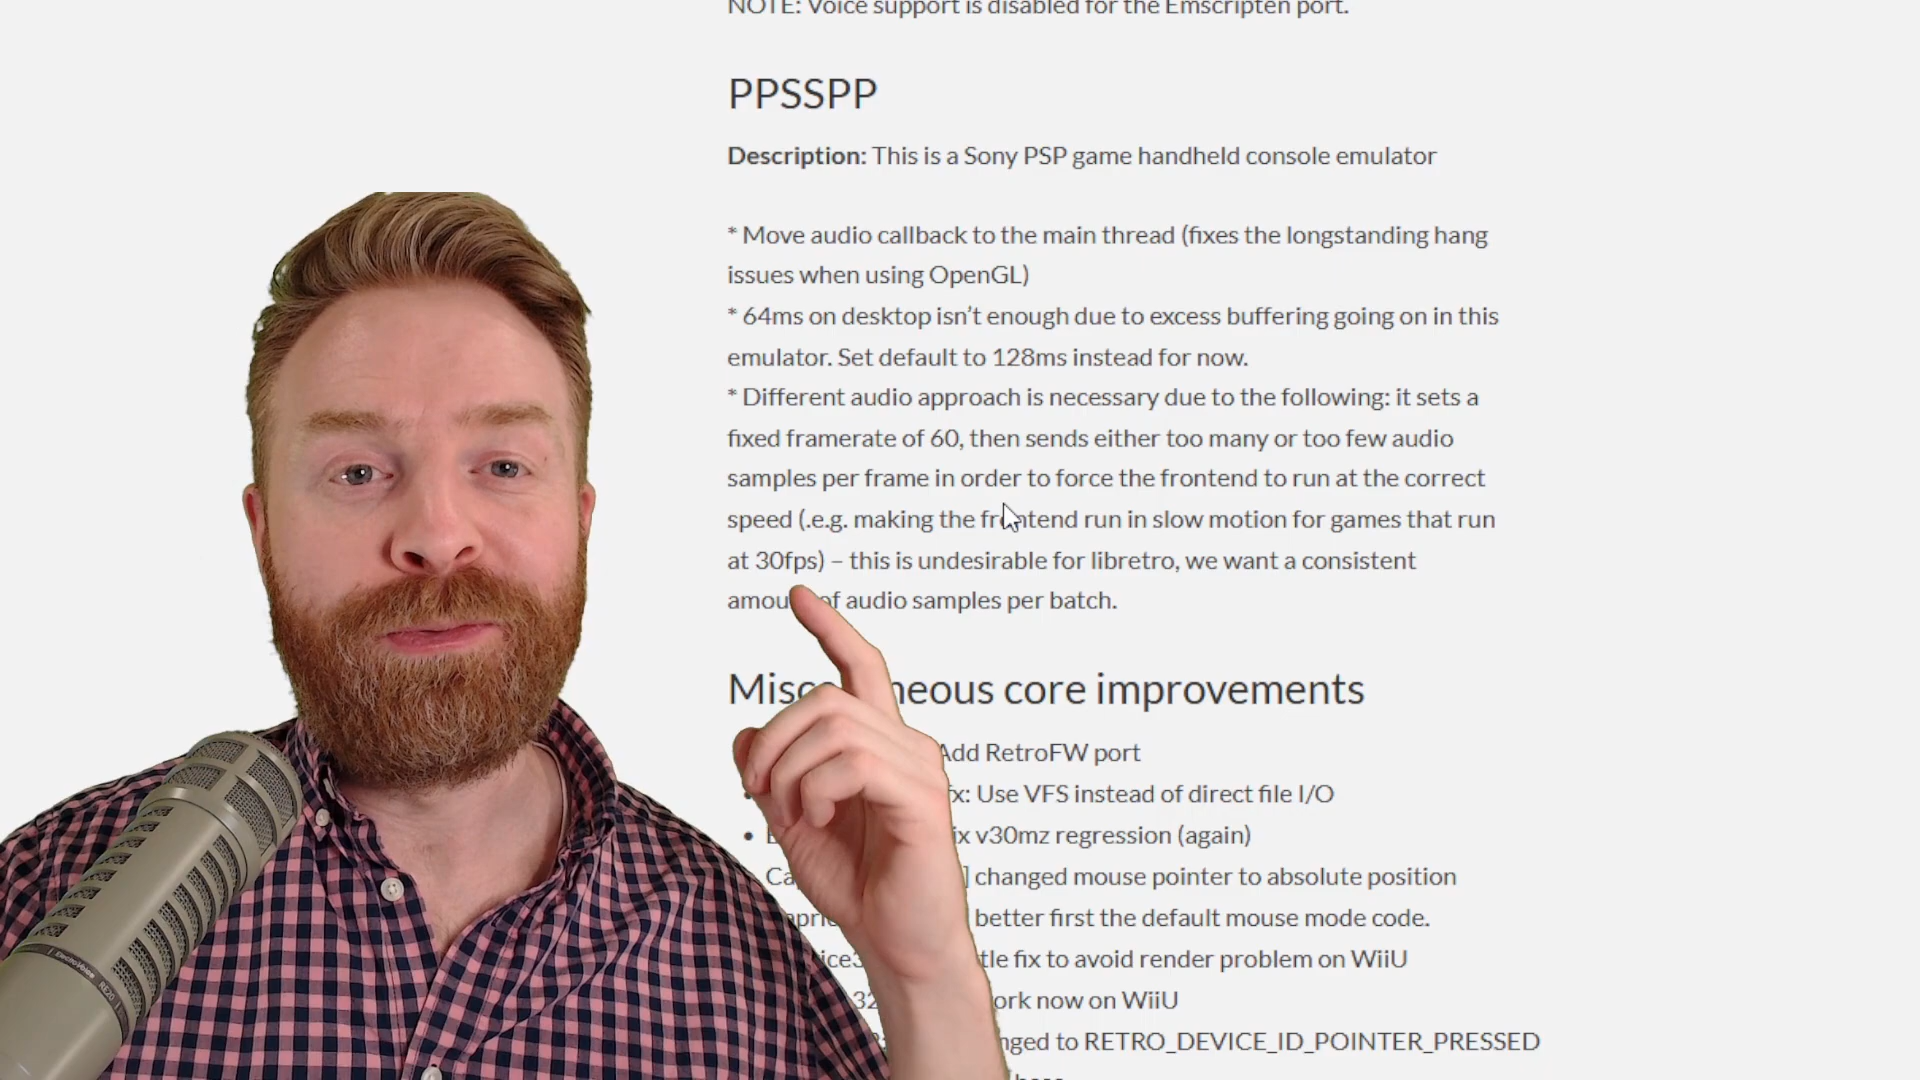 NOTE: Voice support is disabled for the Emscripten port.
PPSSPP
Description: This is a Sony PSP game handheld console emulator
* Move audio callback to the main thread (fixes the longstanding hang
issues when using OpenGL)
* 64ms on desktop isn’t enough due to excess buffering going on in this
emulator. Set default to 128ms instead for now.
* Different audio approach is necessary due to the following: it sets a
fixed framerate of 60, then sends either too many or too few audio
samples per frame in order to force the frontend to run at the correct
speed (.e.g. making the frontend run in slow motion for games that run
at 30fps) – this is undesirable for libretro, we want a consistent
of audio samples per batch.
core improvements
Add RetroFW port
Use VFS instead of direct file I/O
v30mz regression (again)
changed mouse pointer to absolute position
better first the default mouse mode code.
fix to avoid render problem on WiiU
now on WiiU
to RETRO_DEVICE_ID_POINTER_PRESSED
ElectroVoice RE20